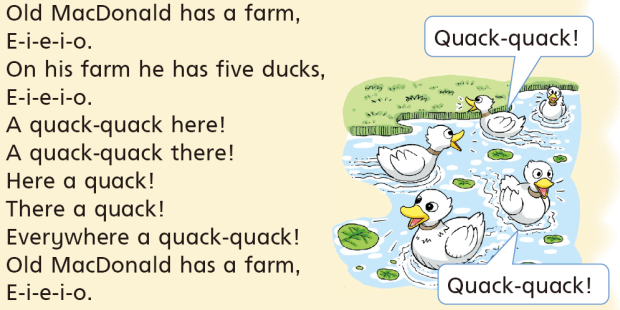 Old MacDonald has a farm,
E-i-e-i-o.
On his farm he has five ducks,
E-i-e-i-o.
A quack-quack here!
A quack-quack there!
Here a quack!
There a quack!
Everywhere a quack-quack!
Old MacDonald has a farm,
E-i-e-i-o.
Quack-quack!
Quack-quack!